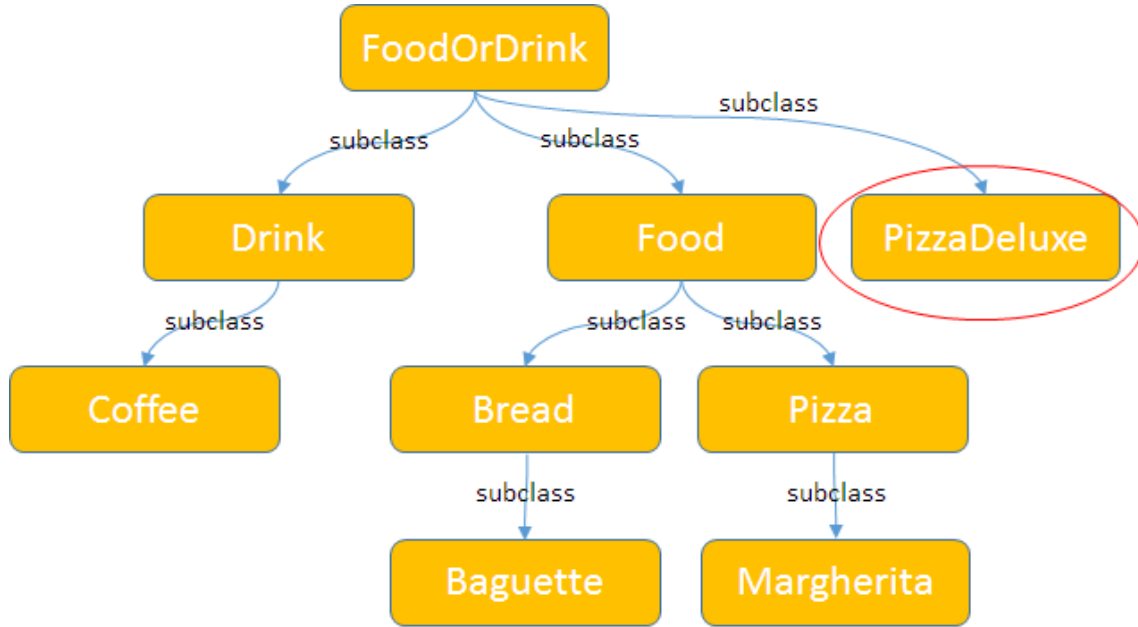 FoodOrDrink
subclass
subclass
subclass
Drink
Food
PizzaDeluxe
subclass
subclass
subclass
Coffee
Bread
Pizza
subclass
subclass
Baguette
Margherita